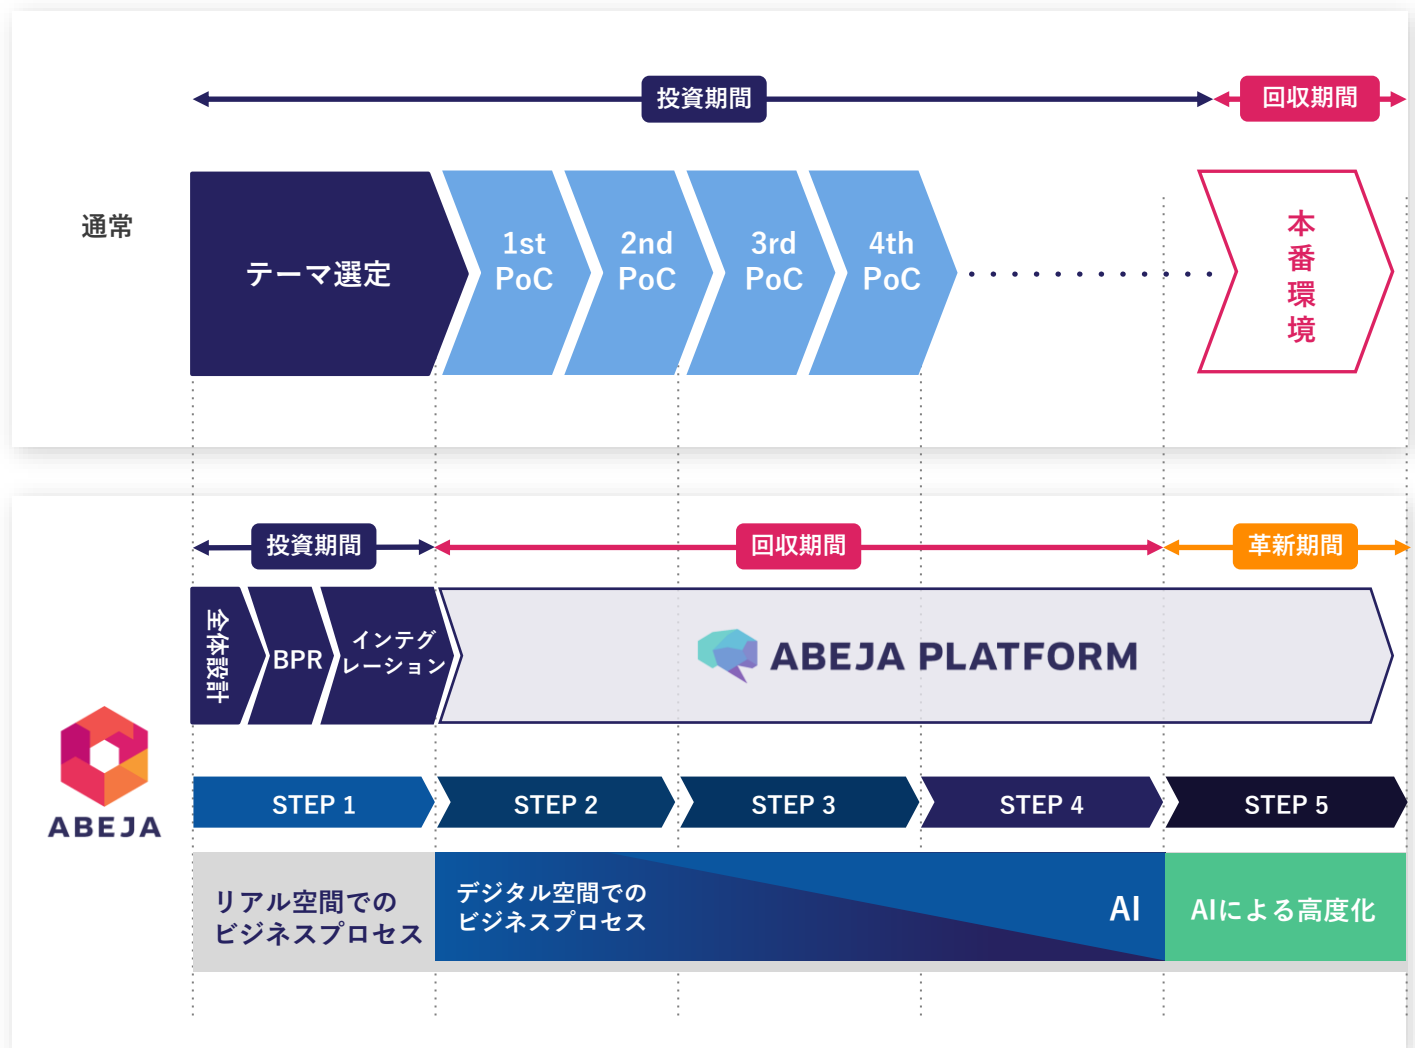 投資期間
回収期間
通常
テーマ選定
1st
PoC
2nd
PoC
3rd
PoC
4th
PoC
本番環境
投資期間
回収期間
革新期間
全体設計
BPR
インテグ
レーション
ABEJA PLATFORM
ABEJA
STEP 1
STEP 2
STEP 3
STEP 4
STEP 5
リアル空間での
ビジネスプロセス
デジタル空間での
ビジネスプロセス
AI
AIによる高度化